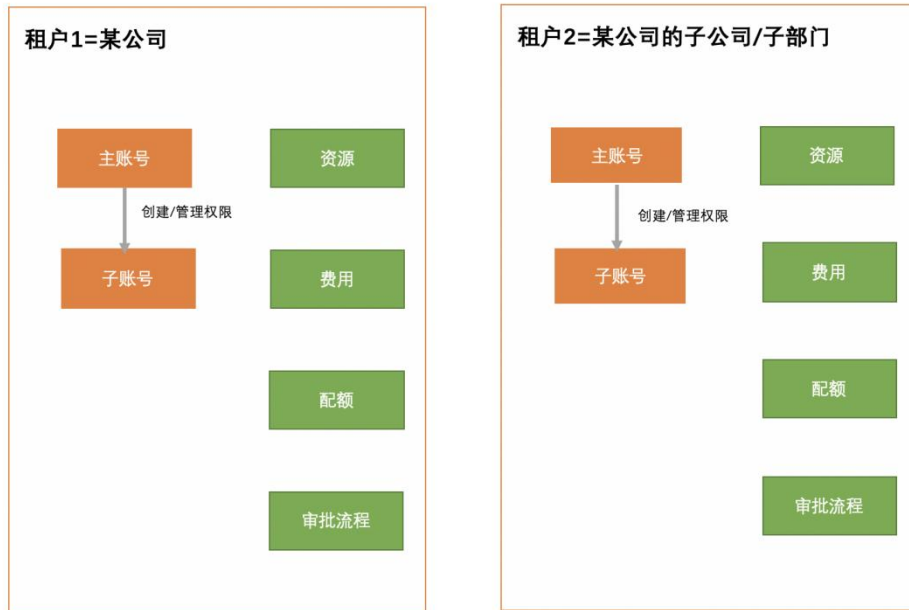 租户1=某公司
主账号
资源
创建/管理权限
子账号
费用
配额
审批流程
租户2=某公司的子公司/子部门
主账号
资源
创建/管理权限
子账号
费用
配额
审批流程